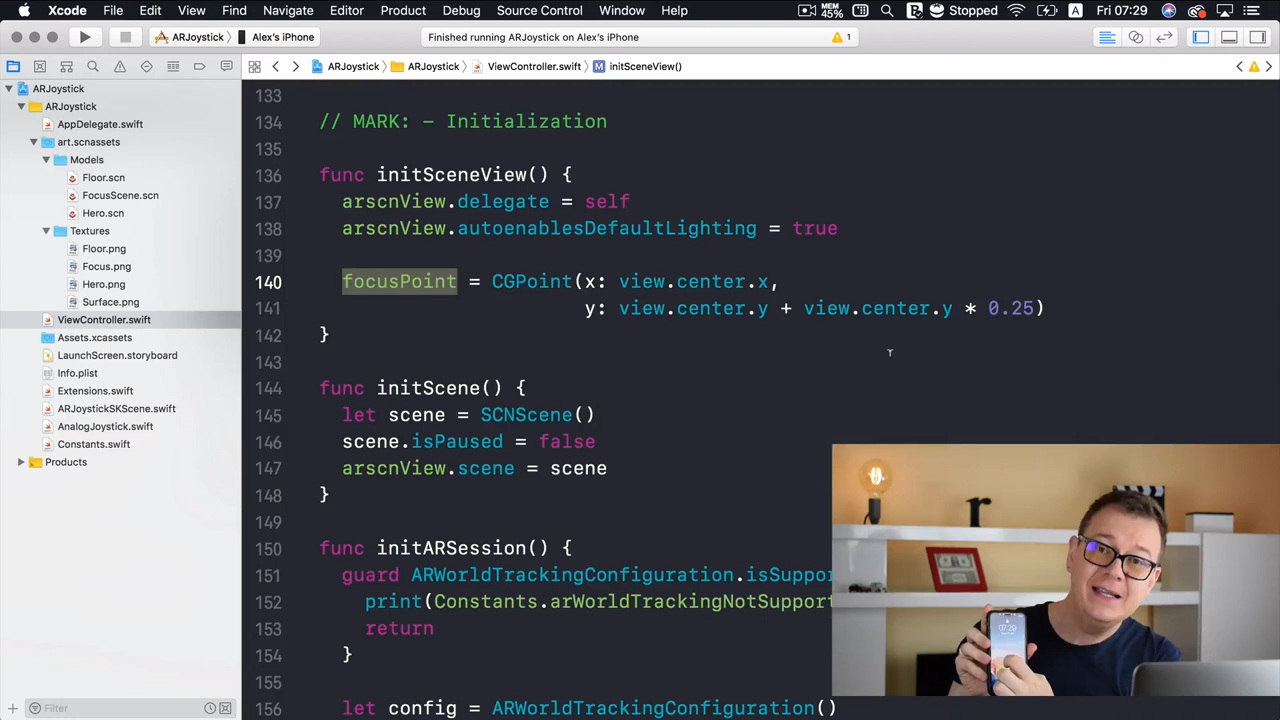 Xcode File Edit View Find Navigate Editor Product Debug Source Control Window Help MEM 45% Stopped A Fri 07:29
ARJoystick Alex's iPhone Finished running ARJoystick on Alex's iPhone 1
ARJoystick ARJoystick ViewController.swift M initSceneView()
ARJoystick
ARJoystick
AppDelegate.swift
art.scnassets
Models
Floor.scn
FocusScene.scn
Hero.scn
Textures
Floor.png
Focus.png
Hero.png
Surface.png
ViewController.swift
Assets.xcassets
LaunchScreen.storyboard
Info.plist
Extensions.swift
ARJoystickSKScene.swift
AnalogJoystick.swift
Constants.swift
Products
Filter
133
134 // MARK: - Initialization
135
136 func initSceneView() {
137 arscnView.delegate = self
138 arscnView.autoenablesDefaultLighting = true
139
140 focusPoint = CGPoint(x: view.center.x,
141 y: view.center.y + view.center.y * 0.25)
142 }
143
144 func initScene() {
145 let scene = SCNScene()
146 scene.isPaused = false
147 arscnView.scene = scene
148 }
149
150 func initARSession() {
151 guard ARWorldTrackingConfiguration.isSuppor
152 print(Constants.arWorldTrackingNotSupport
153 return
154 }
155
156 let config = ARWorldTrackingConfiguration()
07:29